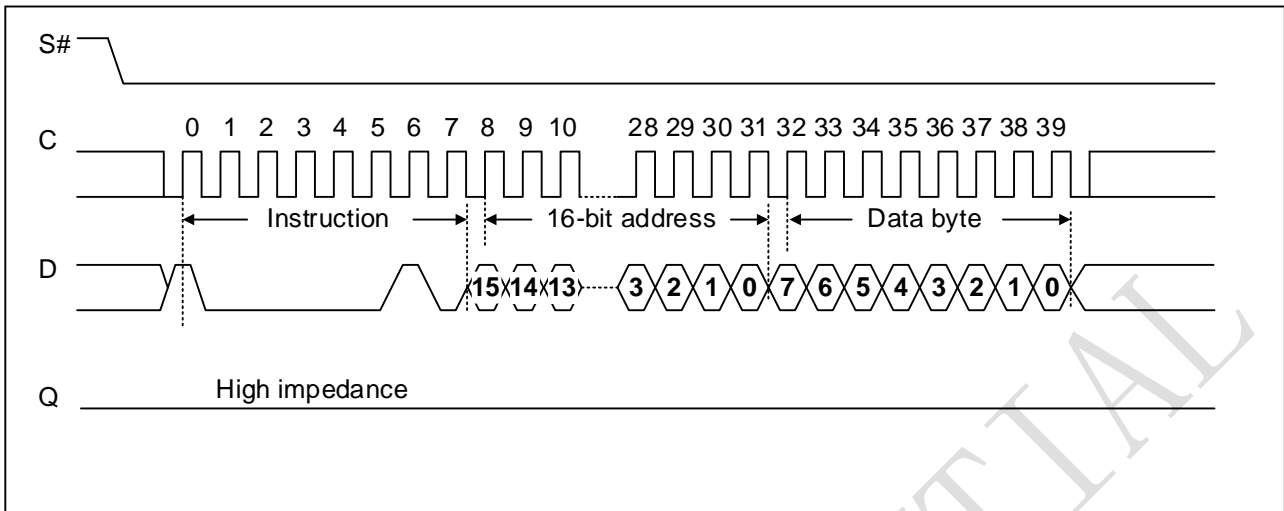 S#
C 0 1 2 3 4 5 6 7 8 9 10 28 29 30 31 32 33 34 35 36 37 38 39
Instruction 16-bit address Data byte
D 15 14 13 3 2 1 0 7 6 5 4 3 2 1 0
Q High impedance
TIAL